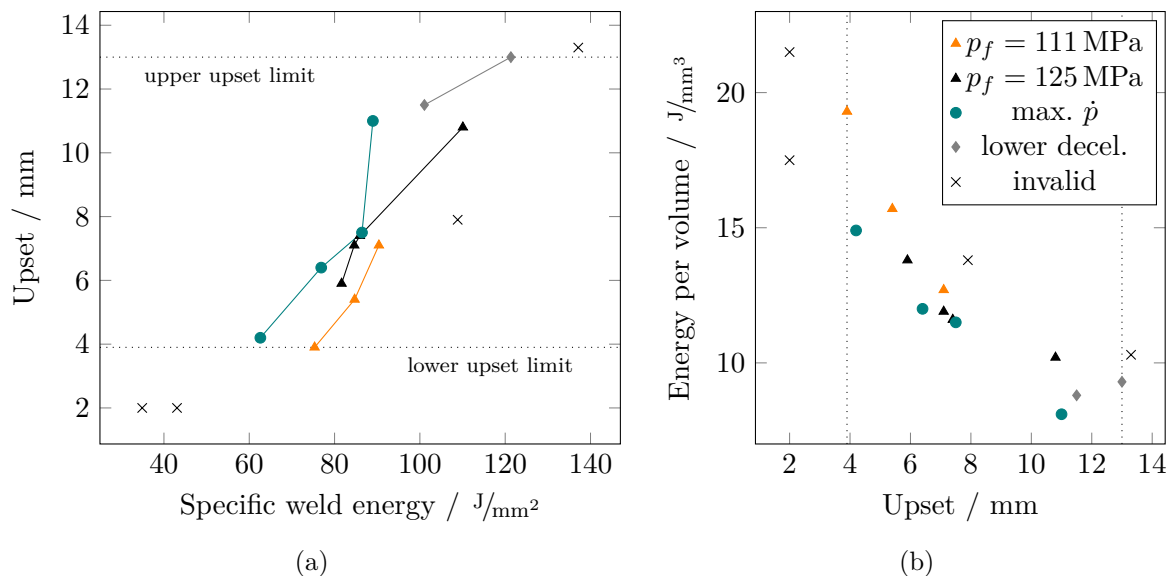 14
12
10
8
6
4
2
40
60
80
100
120
140
Upset / mm
Specific weld energy / J/mm²
upper upset limit
lower upset limit
(a)
20
15
10
2
4
6
8
10
12
14
Energy per volume / J/mm³
Upset / mm
p_f = 111 MPa
p_f = 125 MPa
max. ṗ
lower decel.
invalid
(b)